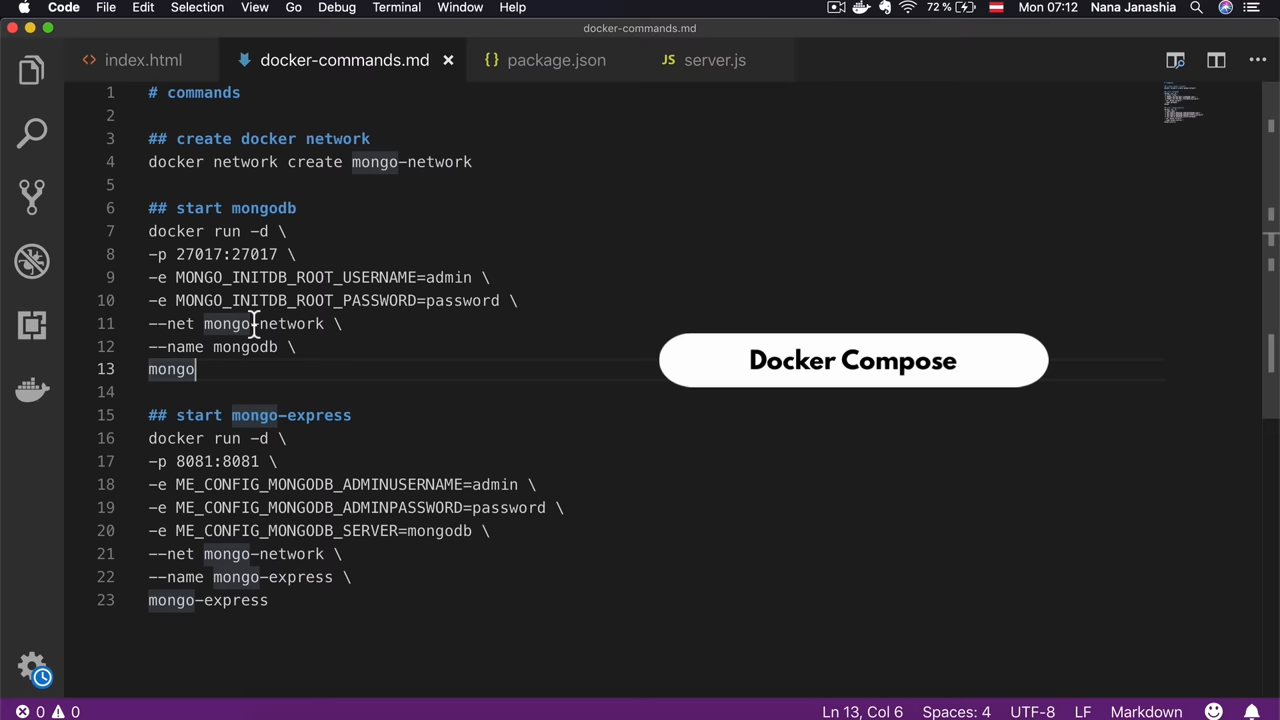 Code File Edit Selection View Go Debug Terminal Window Help 72 % Mon 07:12 Nana Janashia
docker-commands.md
<> index.html docker-commands.md × {} package.json JS server.js ...
1 # commands
2
3 ## create docker network
4 docker network create mongo-network
5
6 ## start mongodb
7 docker run -d \
8 -p 27017:27017 \
9 -e MONGO_INITDB_ROOT_USERNAME=admin \
10 -e MONGO_INITDB_ROOT_PASSWORD=password \
11 --net mongo-network \
12 --name mongodb \
13 mongo
Docker Compose
14
15 ## start mongo-express
16 docker run -d \
17 -p 8081:8081 \
18 -e ME_CONFIG_MONGODB_ADMINUSERNAME=admin \
19 -e ME_CONFIG_MONGODB_ADMINPASSWORD=password \
20 -e ME_CONFIG_MONGODB_SERVER=mongodb \
21 --net mongo-network \
22 --name mongo-express \
23 mongo-express
0 0 Ln 13, Col 6 Spaces: 4 UTF-8 LF Markdown